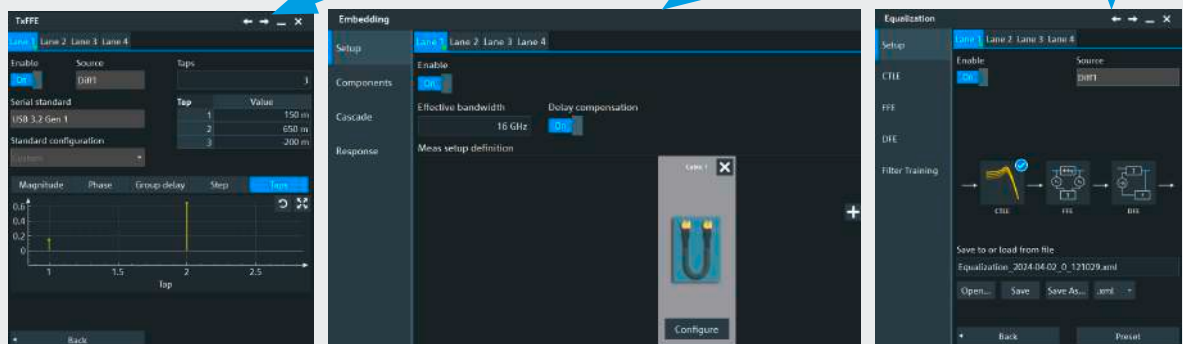 TxFFE
Lane 1 Lane 2 Lane 3 Lane 4
Enable Source Taps
On Diff1 3
Serial standard Tap Value
USB 3.2 Gen 1 1 150 m
2 650 m
Standard configuration 3 -200 m
Custom
Magnitude Phase Group delay Step Taps
0.6
0.4
0.2
0
1 1.5 2 2.5
Tap
Back
Embedding
Setup
Components
Cascade
Response
Lane 1 Lane 2 Lane 3 Lane 4
Enable
On
Effective bandwidth Delay compensation
16 GHz On
Meas setup definition
Configure
Equalization
Setup
CTLE
FFE
DFE
Filter Training
Lane 1 Lane 2 Lane 3 Lane 4
Enable Source
On Diff1
CTLE FFE DFE
Save to or load from file
Equalization_2024-04-02_0_121029.xml
Open... Save Save As... .xml
Back Preset